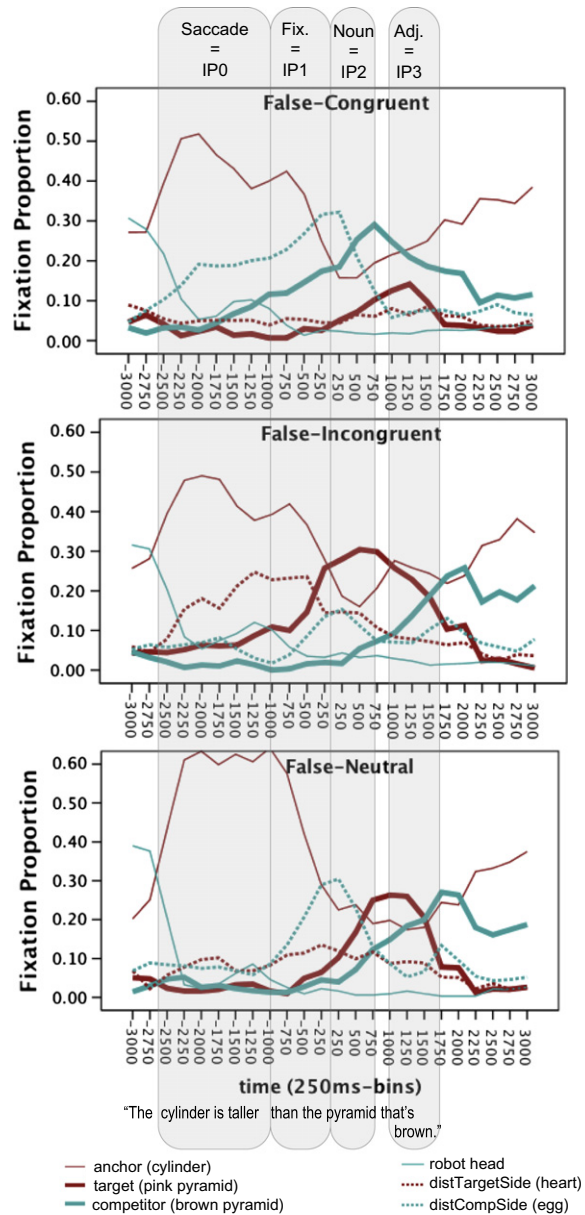 Saccade Fix. Noun Adj.
= = = =
IP0 IP1 IP2 IP3
False-Congruent
Fixation Proportion
0.60
0.50
0.40
0.30
0.20
0.10
0.00
-3000 -2750 -2500 -2250 -2000 -1750 -1500 -1250 -1000 -750 -500 -250 250 500 750 1000 1250 1500 1750 2000 2250 2500 2750 3000
False-Incongruent
Fixation Proportion
0.60
0.50
0.40
0.30
0.20
0.10
0.00
-3000 -2750 -2500 -2250 -2000 -1750 -1500 -1250 -1000 -750 -500 -250 250 500 750 1000 1250 1500 1750 2000 2250 2500 2750 3000
False-Neutral
Fixation Proportion
0.60
0.50
0.40
0.30
0.20
0.10
0.00
-3000 -2750 -2500 -2250 -2000 -1750 -1500 -1250 -1000 -750 -500 -250 250 500 750 1000 1250 1500 1750 2000 2250 2500 2750 3000
time (250ms-bins)
“The cylinder is taller than the pyramid that's
brown.”
anchor (cylinder)
target (pink pyramid)
competitor (brown pyramid)
robot head
distTargetSide (heart)
distCompSide (egg)